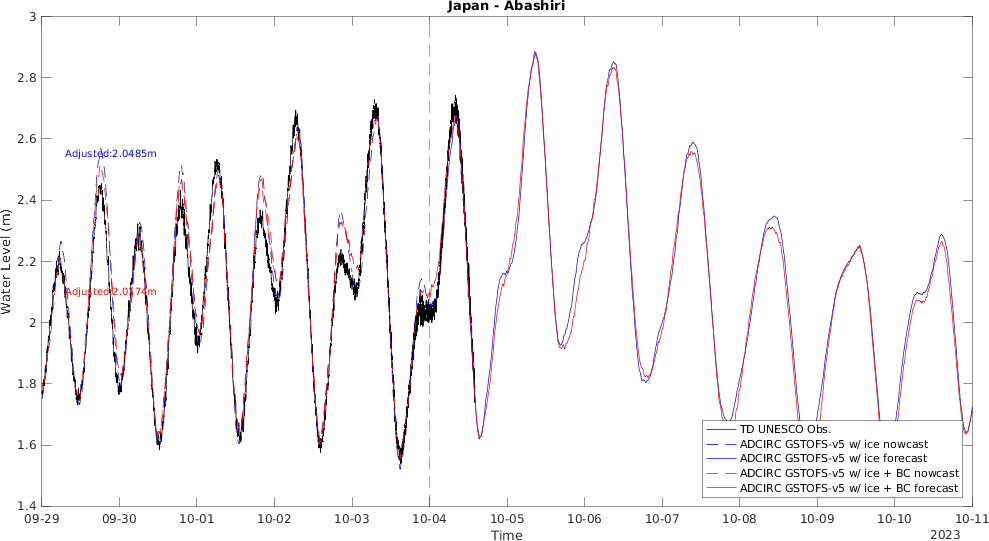 Japan - Abashiri
Water Level (m)
3
2.8
2.6
2.4
2.2
2
1.8
1.6
1.4
Adjusted:2.0485m
Adjusted:2.0174m
TD UNESCO Obs.
ADCIRC GSTOFS-v5 w/ ice nowcast
ADCIRC GSTOFS-v5 w/ ice forecast
ADCIRC GSTOFS-v5 w/ ice + BC nowcast
ADCIRC GSTOFS-v5 w/ ice + BC forecast
09-29 09-30 10-01 10-02 10-03 10-04 10-05 10-06 10-07 10-08 10-09 10-10 10-11
Time
2023